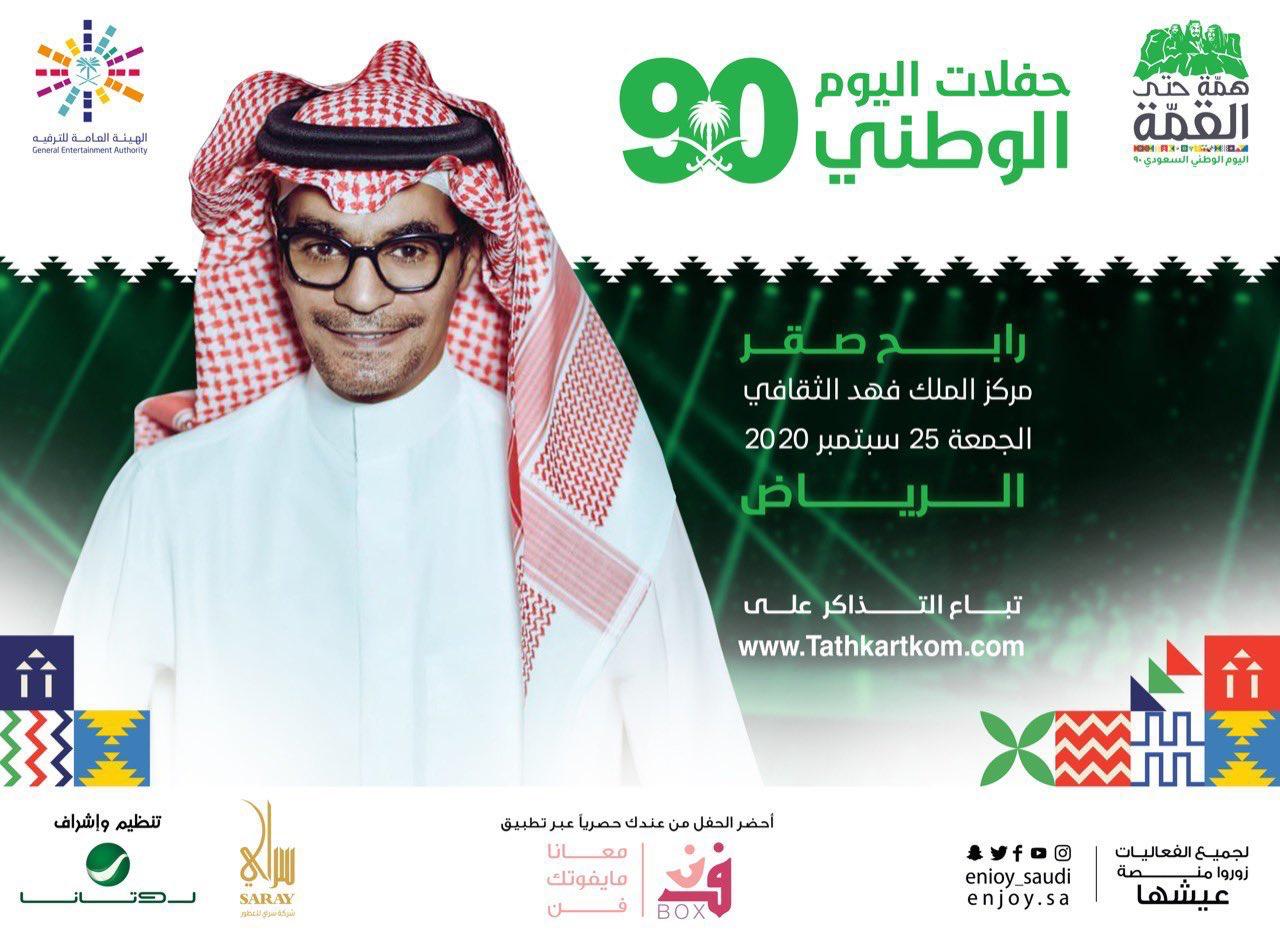 الهيئة العامة للترفيه
General Entertainment Authority
حفلات اليوم
الوطني
90
همّة حتى
القمّة
اليوم الوطني السعودي ٩٠
رابح صقر
مركز الملك فهد الثقافي
الجمعة 25 سبتمبر 2020
الرياض
تباع التذاكر على
www.Tathkartkom.com
تنظيم وإشراف
روتانا
سراي
SARAY
شركة سراي للعطور
أحضر الحفل من عندك حصرياً عبر تطبيق
فن
BOX
معانا
مايفوتك
فن
لجميع الفعاليات
زوروا منصة
عيشها
enjoy_saudi
enjoy.sa